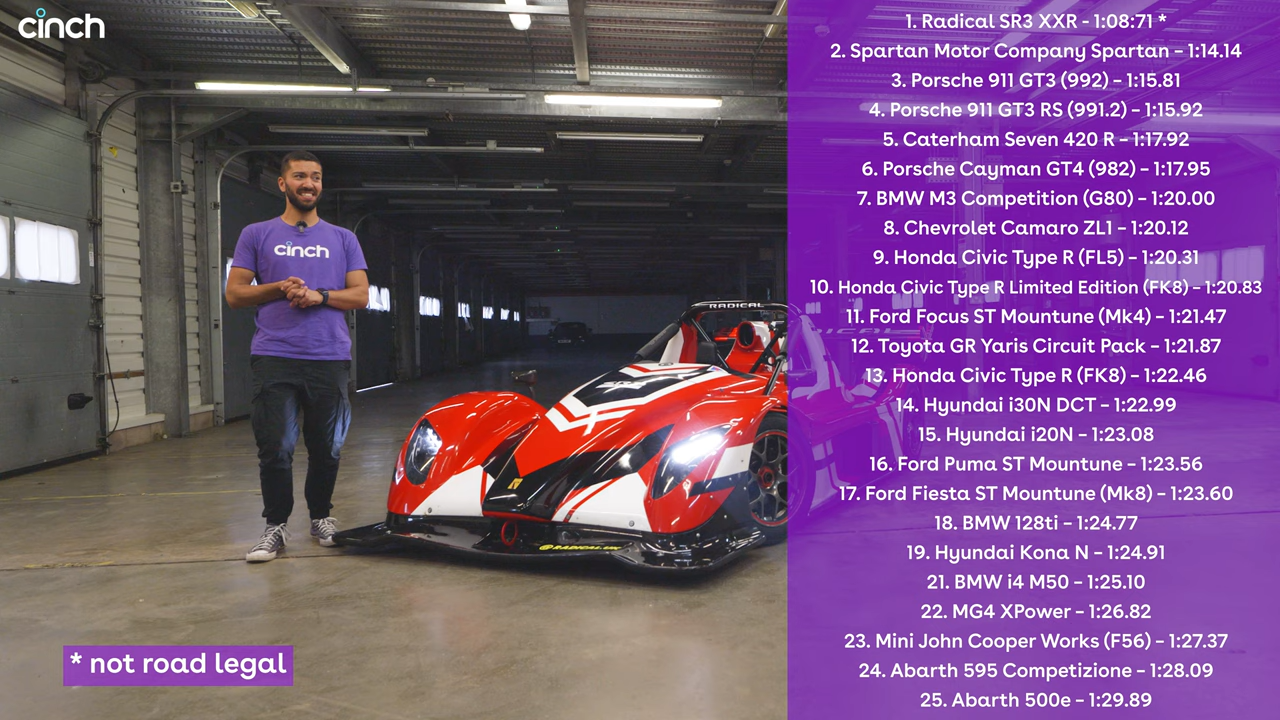 cinch
cinch
RADICAL
@RADICALUK
* not road legal
1. Radical SR3 XXR - 1:08:71 *
2. Spartan Motor Company Spartan – 1:14.14
3. Porsche 911 GT3 (992) – 1:15.81
4. Porsche 911 GT3 RS (991.2) – 1:15.92
5. Caterham Seven 420 R – 1:17.92
6. Porsche Cayman GT4 (982) – 1:17.95
7. BMW M3 Competition (G80) – 1:20.00
8. Chevrolet Camaro ZL1 – 1:20.12
9. Honda Civic Type R (FL5) – 1:20.31
10. Honda Civic Type R Limited Edition (FK8) – 1:20.83
11. Ford Focus ST Mountune (Mk4) – 1:21.47
12. Toyota GR Yaris Circuit Pack – 1:21.87
13. Honda Civic Type R (FK8) – 1:22.46
14. Hyundai i30N DCT – 1:22.99
15. Hyundai i20N – 1:23.08
16. Ford Puma ST Mountune – 1:23.56
17. Ford Fiesta ST Mountune (Mk8) – 1:23.60
18. BMW 128ti – 1:24.77
19. Hyundai Kona N – 1:24.91
21. BMW i4 M50 – 1:25.10
22. MG4 XPower – 1:26.82
23. Mini John Cooper Works (F56) – 1:27.37
24. Abarth 595 Competizione – 1:28.09
25. Abarth 500e – 1:29.89